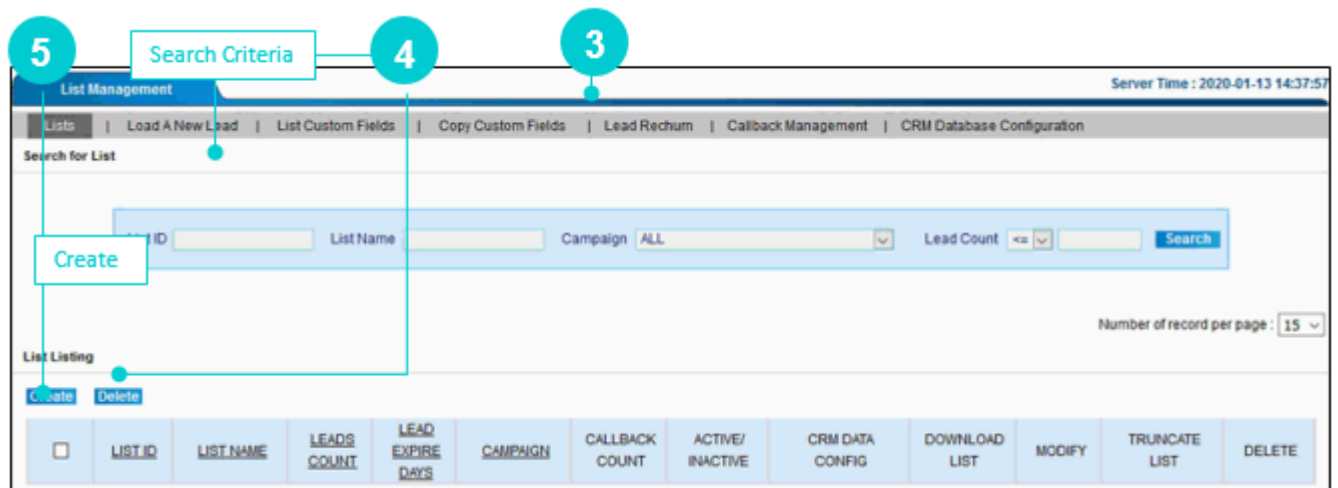 5
Search Criteria
4
3
List Management
Server Time : 2020-01-13 14:37:57
Lists | Load A New Lead | List Custom Fields | Copy Custom Fields | Lead Rechurn | Callback Management | CRM Database Configuration
Search for List
List ID List Name Campaign ALL Lead Count <= Search
Create
Number of record per page : 15
List Listing
Create Delete
LIST ID LIST NAME LEADS COUNT LEAD EXPIRE DAYS CAMPAIGN CALLBACK COUNT ACTIVE/ INACTIVE CRM DATA CONFIG DOWNLOAD LIST MODIFY TRUNCATE LIST DELETE